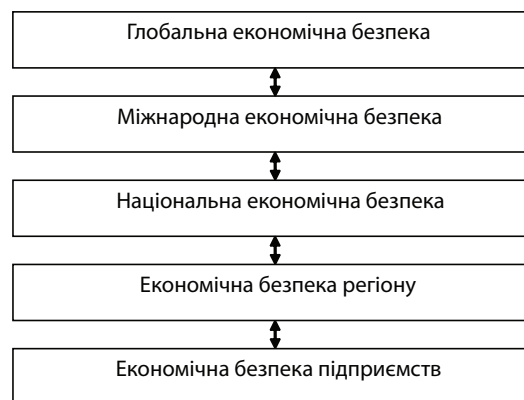 Глобальна економічна безпека
Міжнародна економічна безпека
Національна економічна безпека
Економічна безпека регіону
Економічна безпека підприємств